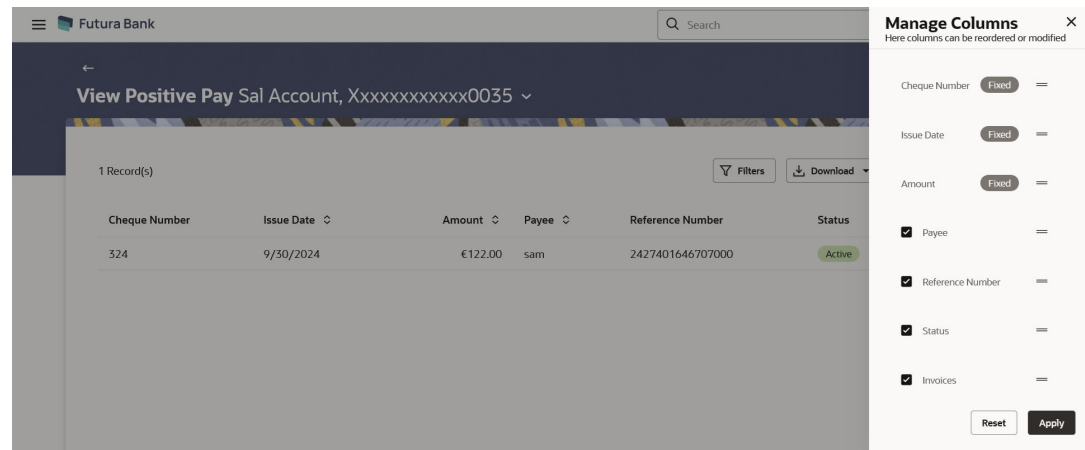 Futura Bank
Search
View Positive Pay Sal Account, Xxxxxxxxxxxx0035
1 Record(s)
Filters
Download
Cheque Number Issue Date Amount Payee Reference Number Status
324 9/30/2024 €122.00 sam 2427401646707000 Active
Manage Columns
Here columns can be reordered or modified
Cheque Number Fixed
Issue Date Fixed
Amount Fixed
Payee
Reference Number
Status
Invoices
Reset Apply